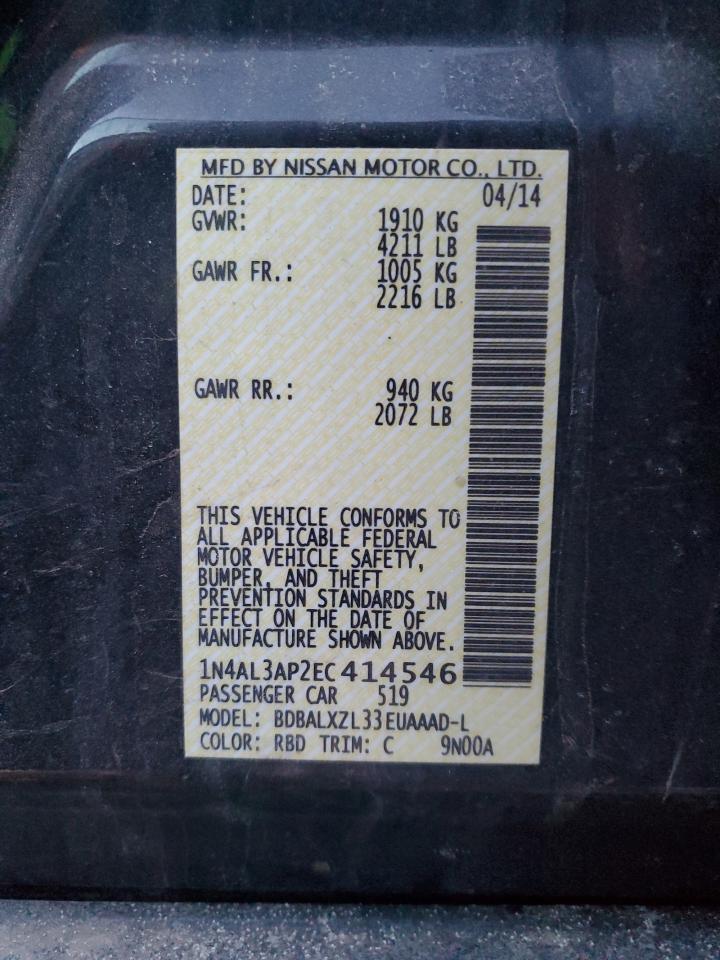 MFD BY NISSAN MOTOR CO., LTD.
DATE: 04/14
GVWR: 1910 KG
4211 LB
GAWR FR.: 1005 KG
2216 LB
GAWR RR.: 940 KG
2072 LB
THIS VEHICLE CONFORMS TO
ALL APPLICABLE FEDERAL
MOTOR VEHICLE SAFETY,
BUMPER, AND THEFT
PREVENTION STANDARDS IN
EFFECT ON THE DATE OF
MANUFACTURE SHOWN ABOVE.
1N4AL3AP2EC414546
PASSENGER CAR 519
MODEL: BDBALXZL33EUAAAD-L
COLOR: RBD TRIM: C 9N00A